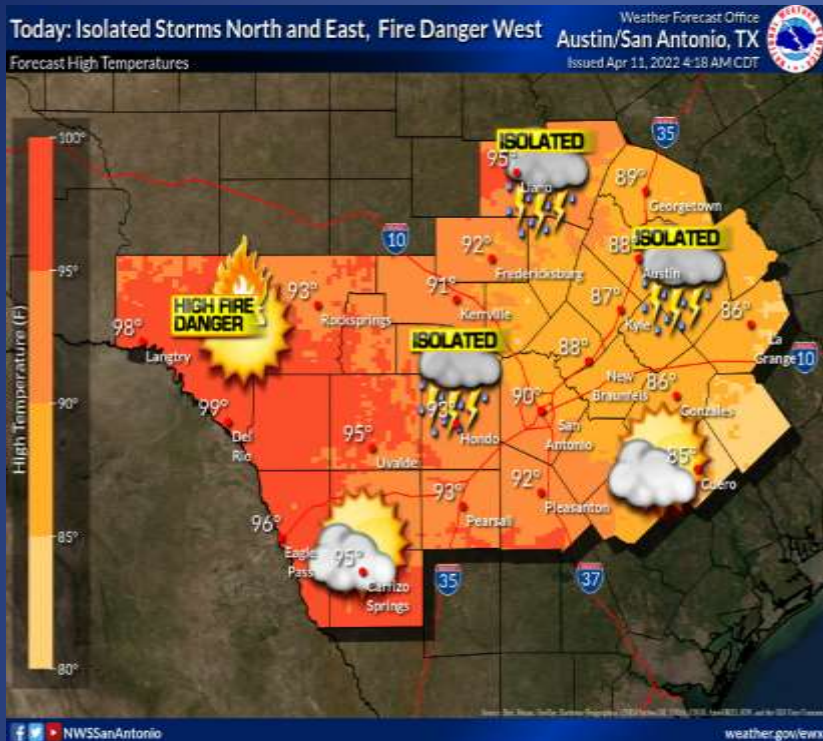 Today: Isolated Storms North and East, Fire Danger West
Forecast High Temperatures
Weather Forecast Office
Austin/San Antonio, TX
Issued Apr 11, 2022 4:18 AM CDT
NATIONAL WEATHER SERVICE
High Temperature (F)
100°
95°
90°
85°
80°
ISOLATED
95°
Llano
35
89°
Georgetown
10
92°
Fredericksburg
88°
ISOLATED
Austin
HIGH FIRE
DANGER
93°
Rocksprings
91°
Kerrville
87°
Kyle
86°
La
Grange
98°
Langtry
ISOLATED
88°
New
Braunfels
10
99°
Del
Rio
95°
Uvalde
93°
Hondo
90°
San
Antonio
86°
Gonzales
85°
Cuero
96°
Eagle
Pass
95°
Carrizo
Springs
93°
Pearsall
92°
Pleasanton
35
37
NWSSanAntonio
weather.gov/ewx